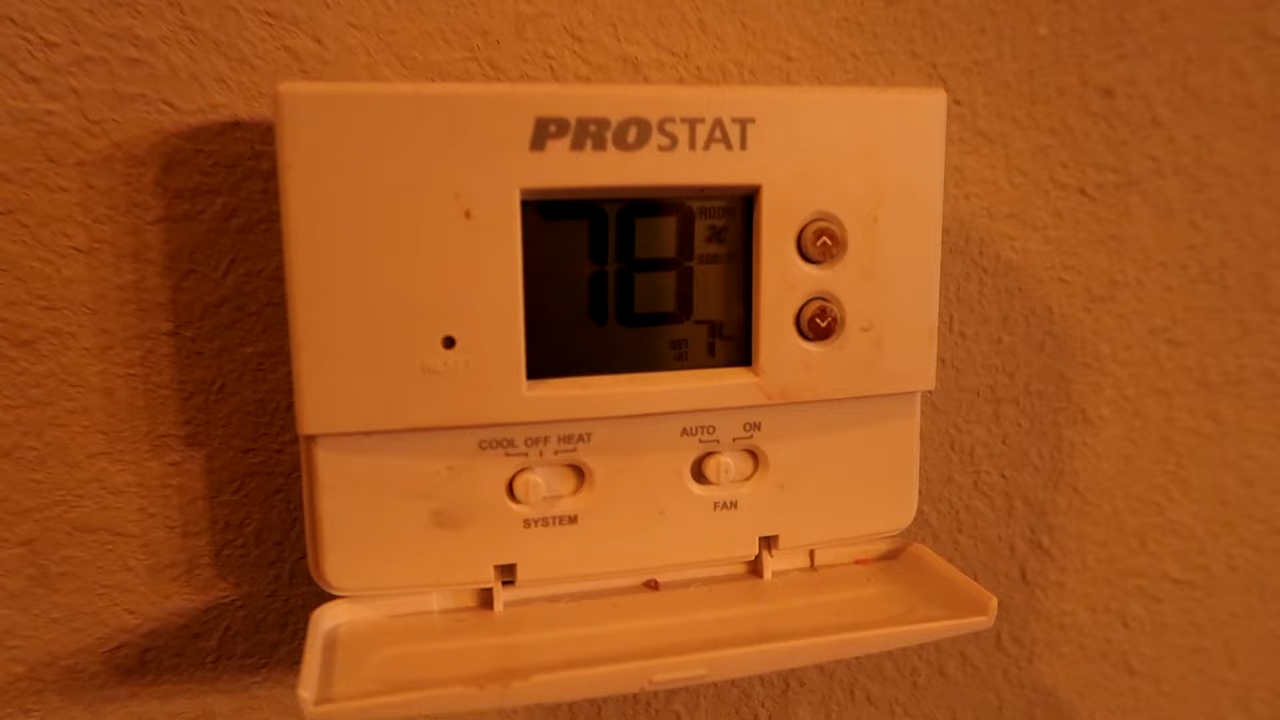 PROSTAT
78
ROOM
COOL OFF HEAT
AUTO ON
SYSTEM
FAN